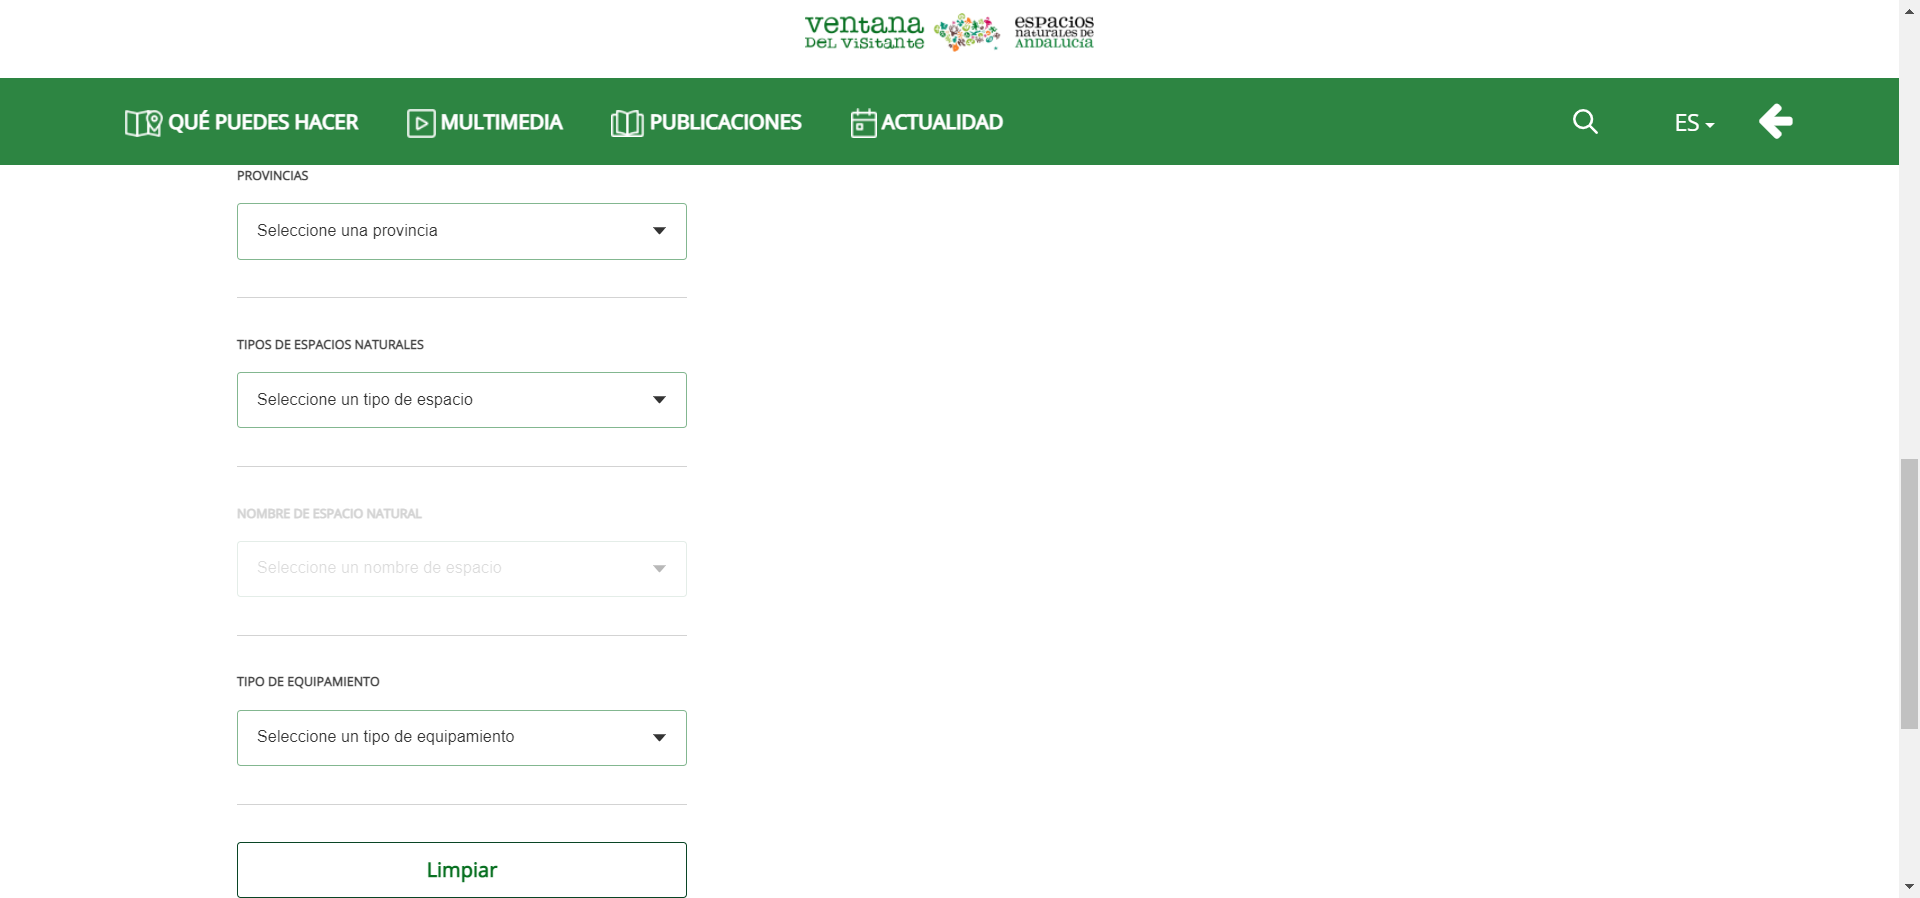 ventana
DEL VISITANTE
espacios
naturales de
ANDALUCÍA
QUÉ PUEDES HACER
MULTIMEDIA
PUBLICACIONES
ACTUALIDAD
ES
PROVINCIAS
Seleccione una provincia
TIPOS DE ESPACIOS NATURALES
Seleccione un tipo de espacio
NOMBRE DE ESPACIO NATURAL
Seleccione un nombre de espacio
TIPO DE EQUIPAMIENTO
Seleccione un tipo de equipamiento
Limpiar